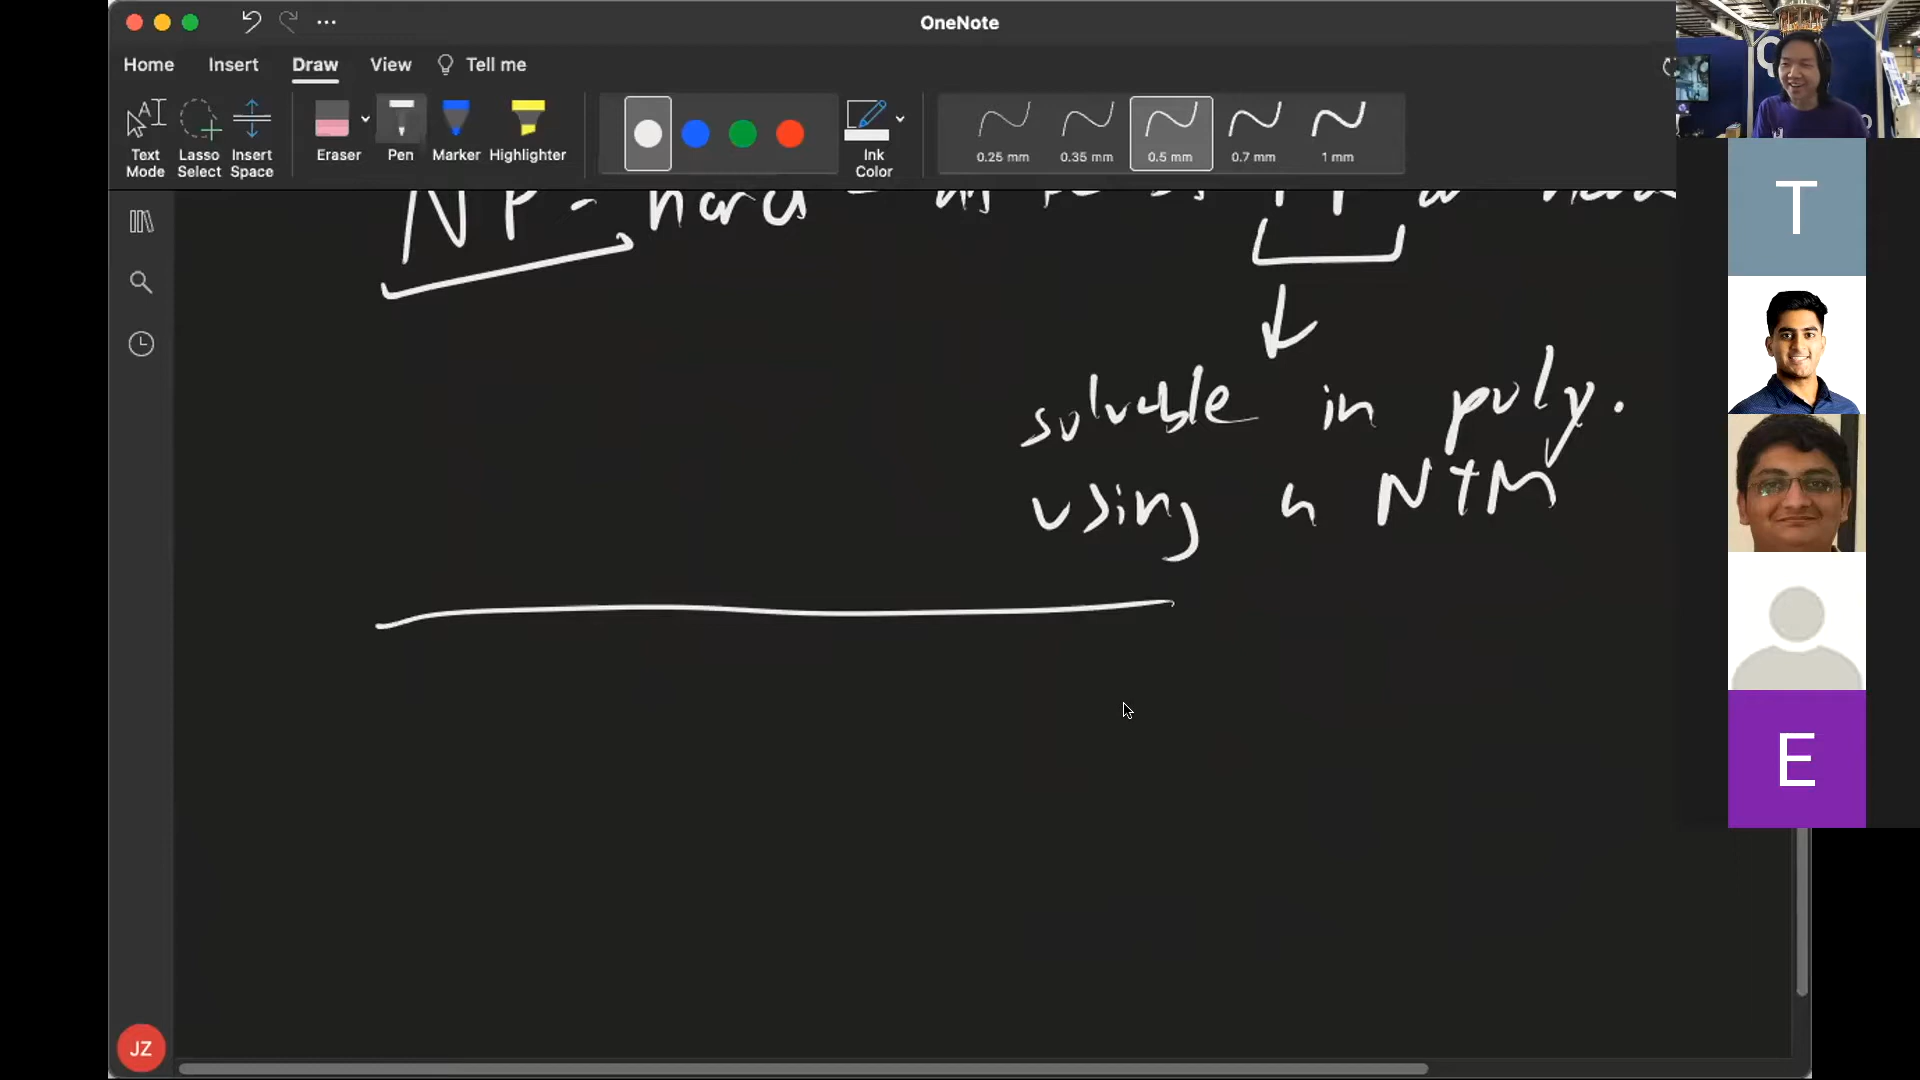 OneNote
Home Insert Draw View Tell me
Text Mode
Lasso Select
Insert Space
Eraser
Pen
Marker
Highlighter
Ink Color
0.25 mm
0.35 mm
0.5 mm
0.7 mm
1 mm
NP - hard
solvable in poly.
using a NTM
T
E
JZ